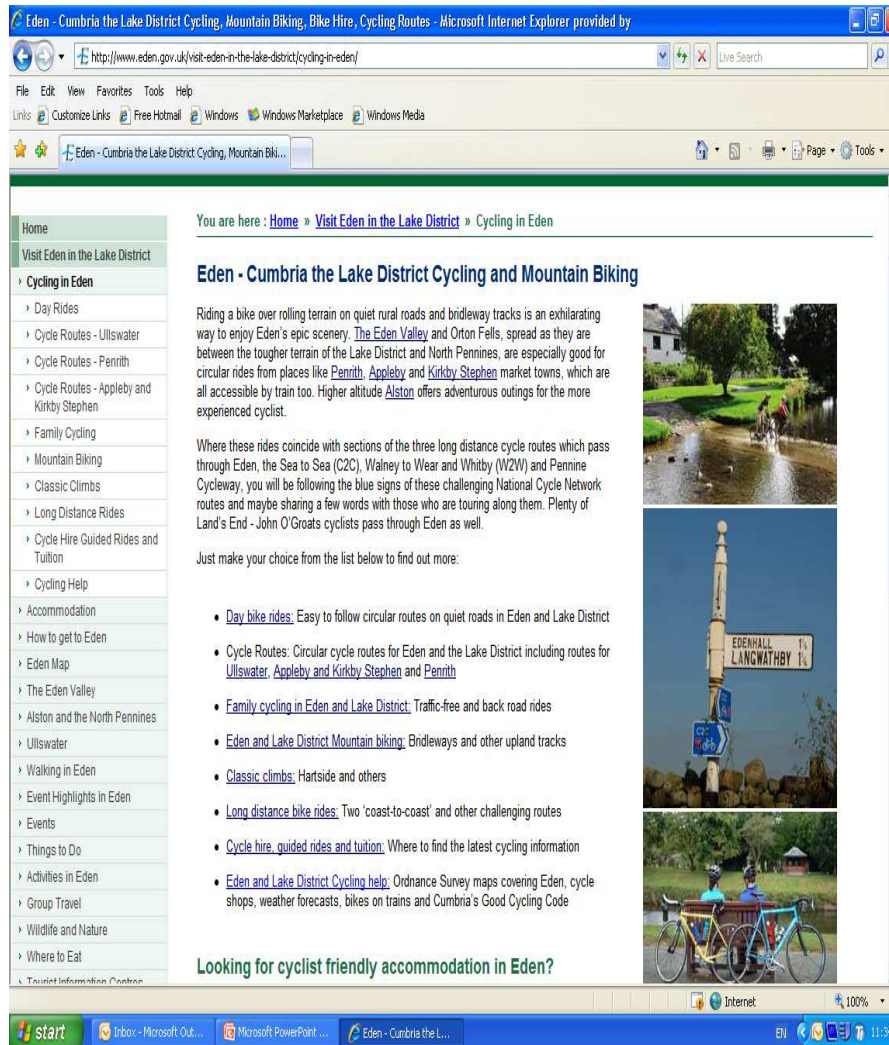 Eden - Cumbria the Lake District Cycling, Mountain Biking, Bike Hire, Cycling Routes - Microsoft Internet Explorer provided by
http://www.eden.gov.uk/visit-eden-in-the-lake-district/cycling-in-eden/
Live Search
File Edit View Favorites Tools Help
Links Customize Links Free Hotmail Windows Windows Marketplace Windows Media
Eden - Cumbria the Lake District Cycling, Mountain Biki...
Page Tools
Home
Visit Eden in the Lake District
Cycling in Eden
Day Rides
Cycle Routes - Ullswater
Cycle Routes - Penrith
Cycle Routes - Appleby and
Kirkby Stephen
Family Cycling
Mountain Biking
Classic Climbs
Long Distance Rides
Cycle Hire Guided Rides and
Tuition
Cycling Help
Accommodation
How to get to Eden
Eden Map
The Eden Valley
Alston and the North Pennines
Ullswater
Walking in Eden
Event Highlights in Eden
Events
Things to Do
Activities in Eden
Group Travel
Wildlife and Nature
Where to Eat
Tourist Information Centres
You are here : Home » Visit Eden in the Lake District » Cycling in Eden
Eden - Cumbria the Lake District Cycling and Mountain Biking
Riding a bike over rolling terrain on quiet rural roads and bridleway tracks is an exhilarating
way to enjoy Eden's epic scenery. The Eden Valley and Orton Fells, spread as they are
between the tougher terrain of the Lake District and North Pennines, are especially good for
circular rides from places like Penrith, Appleby and Kirkby Stephen market towns, which are
all accessible by train too. Higher altitude Alston offers adventurous outings for the more
experienced cyclist.
Where these rides coincide with sections of the three long distance cycle routes which pass
through Eden, the Sea to Sea (C2C), Walney to Wear and Whitby (W2W) and Pennine
Cycleway, you will be following the blue signs of these challenging National Cycle Network
routes and maybe sharing a few words with those who are touring along them. Plenty of
Land's End - John O'Groats cyclists pass through Eden as well.
Just make your choice from the list below to find out more:
Day bike rides: Easy to follow circular routes on quiet roads in Eden and Lake District
Cycle Routes: Circular cycle routes for Eden and the Lake District including routes for
Ullswater, Appleby and Kirkby Stephen and Penrith
Family cycling in Eden and Lake District: Traffic-free and back road rides
Eden and Lake District Mountain biking: Bridleways and other upland tracks
Classic climbs: Hartside and others
Long distance bike rides: Two 'coast-to-coast' and other challenging routes
Cycle hire, guided rides and tuition: Where to find the latest cycling information
Eden and Lake District Cycling help: Ordnance Survey maps covering Eden, cycle
shops, weather forecasts, bikes on trains and Cumbria's Good Cycling Code
Looking for cyclist friendly accommodation in Eden?
EDENHALL
LANGWATHBY
C2C
Internet 100%
start Inbox - Microsoft Out... Microsoft PowerPoint ... Eden - Cumbria the L... EN